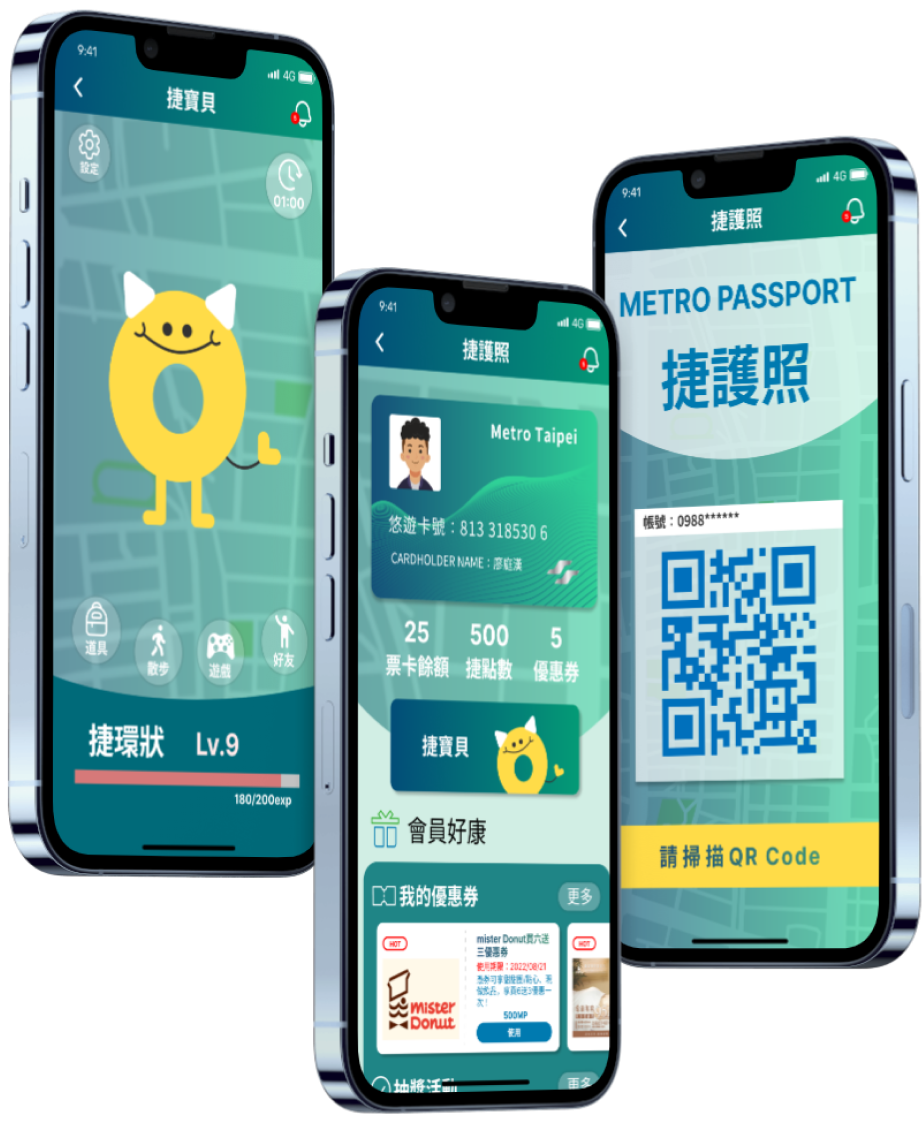 9:41
4G
捷寶貝
設定
01:00
道具
散步
遊戲
好友
捷環狀 Lv.9
180/200exp
9:41
4G
捷護照
Metro Taipei
悠遊卡號：813 318530 6
CARDHOLDER NAME：廖庭漢
25 500 5
票卡餘額 捷點數 優惠券
捷寶貝
會員好康
我的優惠券 更多
HOT
mister
Donut
mister Donut買六送
三優惠券
使用期限：2022/08/21
500MP
使用
HOT
抽獎活動 更多
9:41
4G
捷護照
METRO PASSPORT
捷護照
帳號：0988******
請掃描QR Code